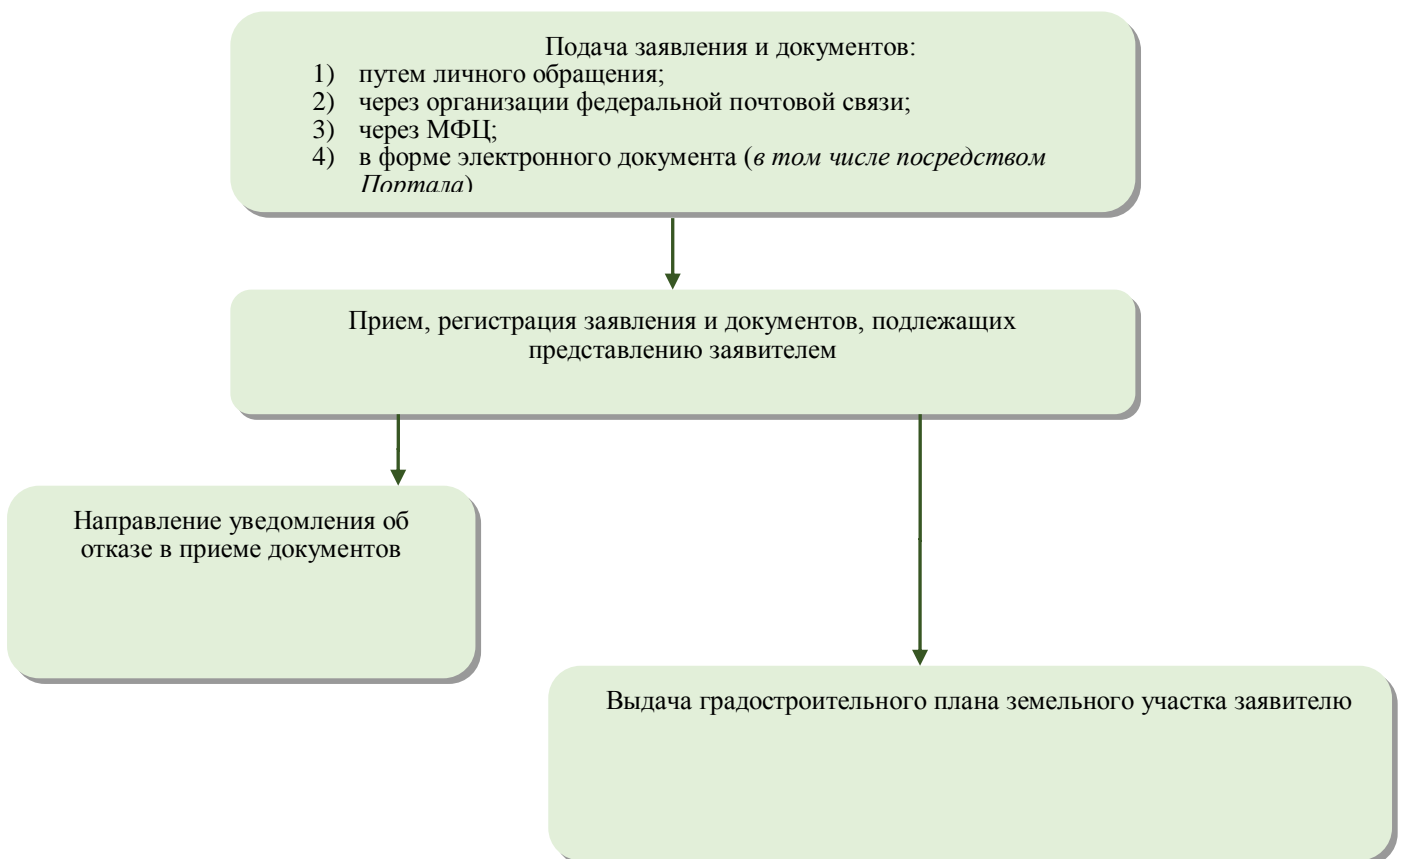 Подача заявления и документов:
1) путем личного обращения;
2) через организации федеральной почтовой связи;
3) через МФЦ;
4) в форме электронного документа (в том числе посредством
Портала)
Прием, регистрация заявления и документов, подлежащих
представлению заявителем
Направление уведомления об
отказе в приеме документов
Выдача градостроительного плана земельного участка заявителю